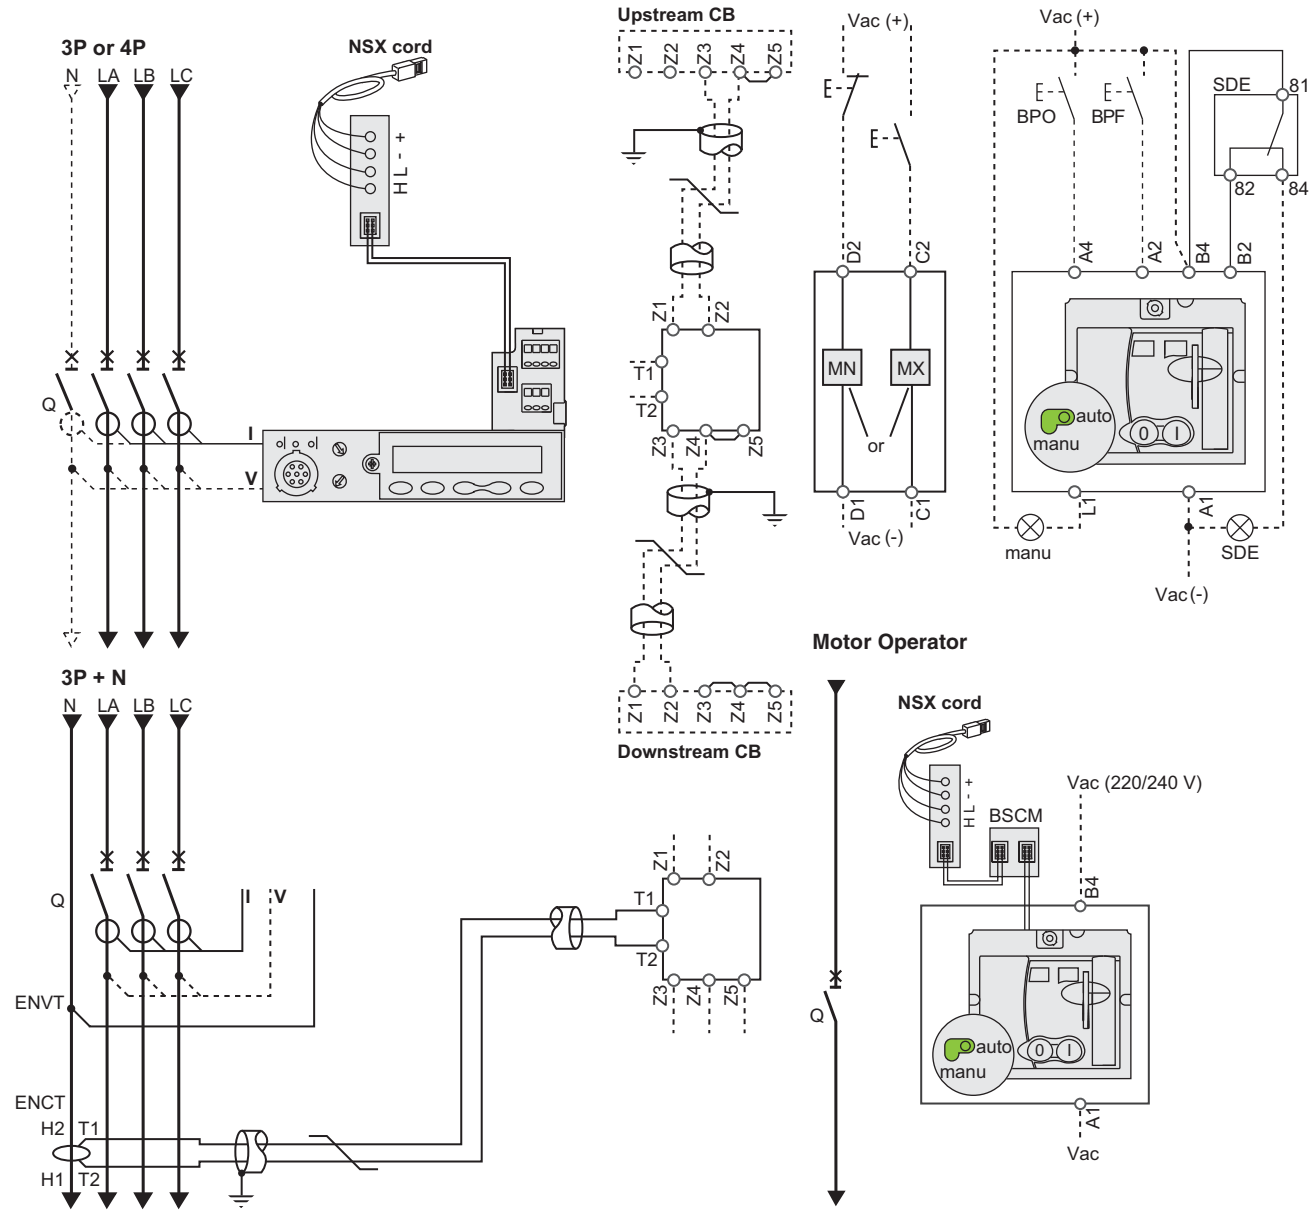 3P or 4P
N LA LB LC
NSX cord
H L - +
Q
I
V
Upstream CB
Z1 Z2 Z3 Z4 Z5
Z1 Z2
T1
T2
Z3 Z4 Z5
Z1 Z2 Z3 Z4 Z5
Downstream CB
Vac (+)
D2 C2
MN MX
or
D1 C1
Vac (-)
Vac (+)
BPO BPF
SDE 81
82 84
A4 A2 B4 B2
auto
manu
0 I
L1 A1
manu
SDE
Vac (-)
3P + N
N LA LB LC
Q
I V
ENVT
ENCT
H2 T1
H1 T2
Z1 Z2
T1
T2
Z3 Z4 Z5
Motor Operator
Q
NSX cord
H L - +
BSCM
Vac (220/240 V)
B4
auto
manu
0 I
A1
Vac